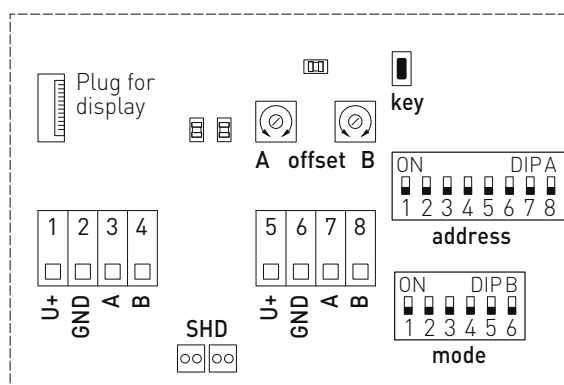 Plug for
display
key
A offset B
ON DIP A
1 2 3 4 5 6 7 8
address
1 2 3 4
U+ GND A B
5 6 7 8
U+ GND A B
ON DIP B
1 2 3 4 5 6
mode
SHD